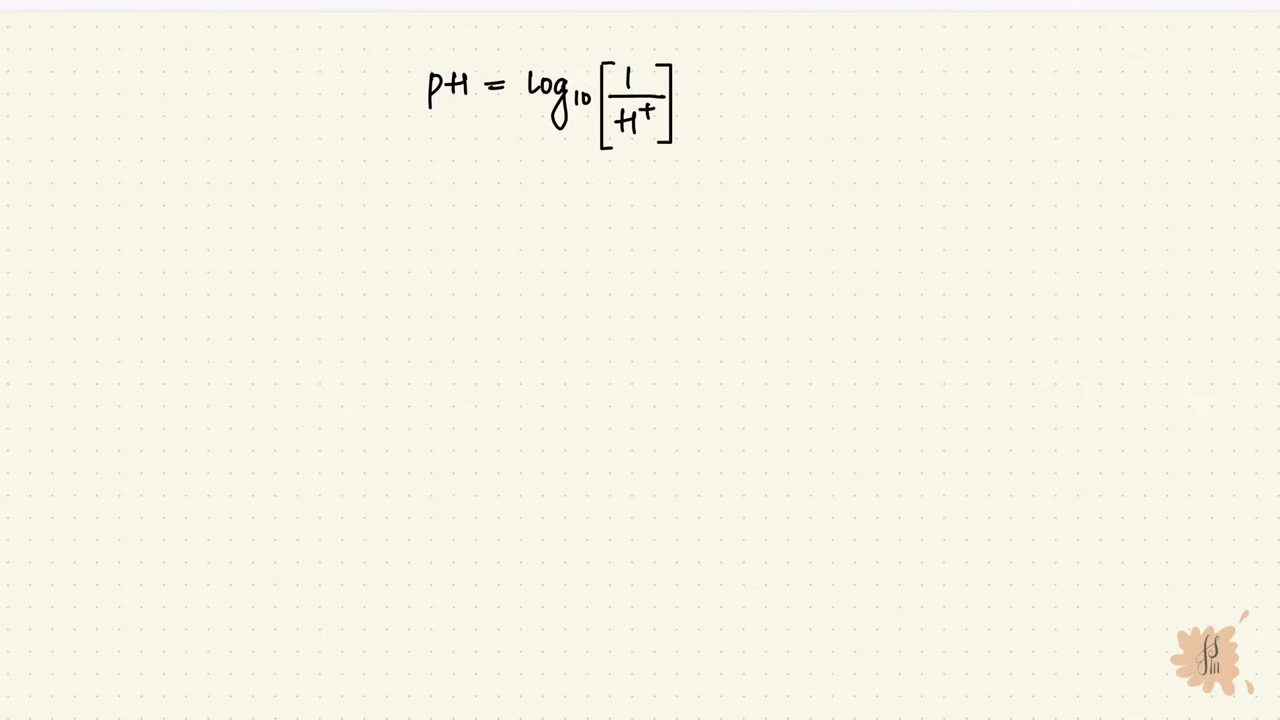 pH = log₁₀ [1/H⁺]